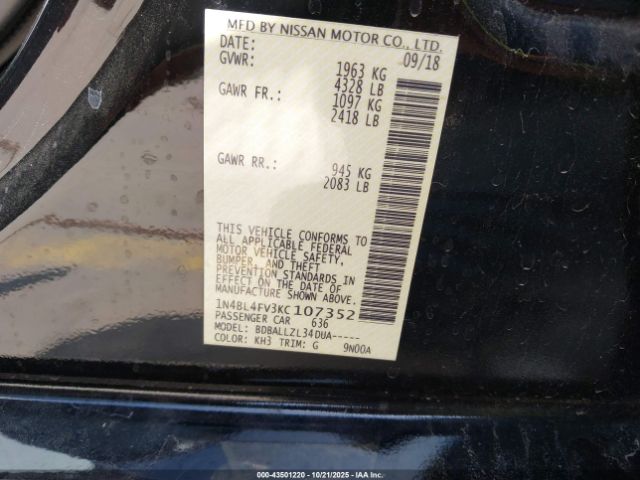 MFD BY NISSAN MOTOR CO., LTD.
DATE: 09/18
GVWR: 1963 KG
4328 LB
GAWR FR.: 1097 KG
2418 LB
GAWR RR.: 945 KG
2083 LB
THIS VEHICLE CONFORMS TO
ALL APPLICABLE FEDERAL
MOTOR VEHICLE SAFETY,
BUMPER, AND THEFT
PREVENTION STANDARDS IN
EFFECT ON THE DATE OF
MANUFACTURE SHOWN ABOVE.
1N4BL4FV3KC107352
PASSENGER CAR 636
MODEL: BDBALLZL34DUA-----
COLOR: KH3 TRIM: G 9N00A
00-43501220 | 10/21/2025 | © IAA Holdings, LLC